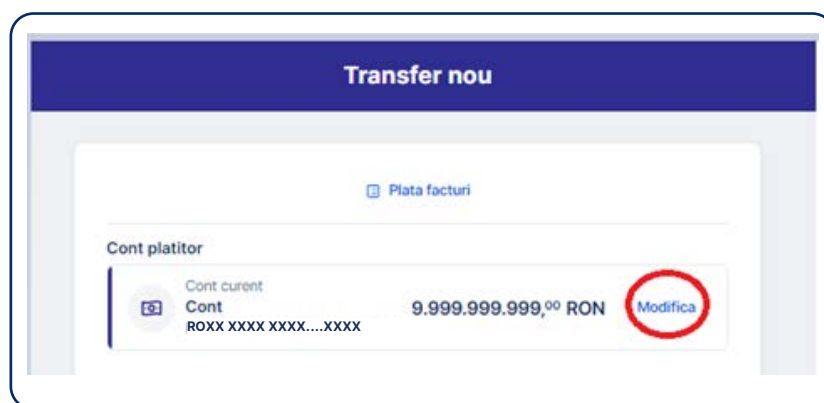 Transfer nou
Plata facturi
Cont platitor
Cont curent
Cont
ROXX XXXX XXXX....XXXX
9.999.999.999,00 RON
Modifica